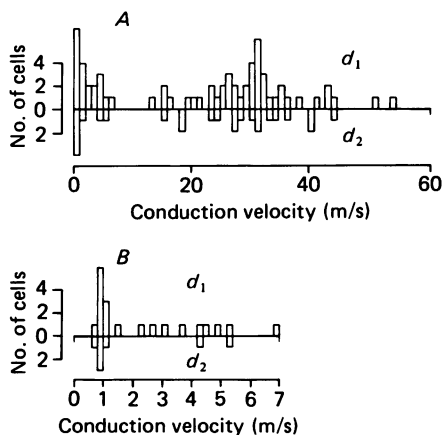 A
No. of cells
4
2
0
2
d₁
d₂
0 20 40 60
Conduction velocity (m/s)
B
No. of cells
4
2
0
2
d₁
d₂
0 1 2 3 4 5 6 7
Conduction velocity (m/s)